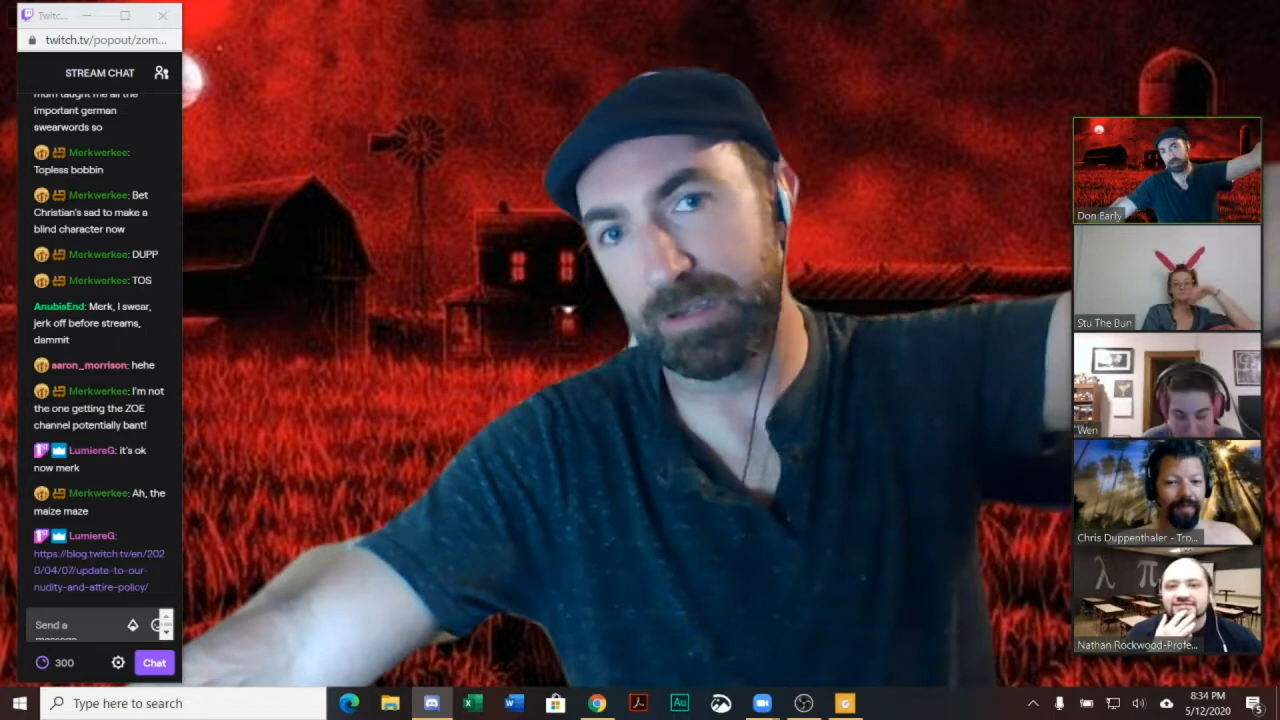 Twitc...
twitch.tv/popout/zom...
STREAM CHAT
mum taught me all the
important german
swearwords so
Merkwerkee:
Topless bobbin
Merkwerkee: Bet
Christian's sad to make a
blind character now
Merkwerkee: DUPP
Merkwerkee: TOS
AnubisEnd: Merk, I swear,
jerk off before streams,
dammit
aaron_morrison: hehe
Merkwerkee: I'm not
the one getting the ZOE
channel potentially bant!
LumiereG: it's ok
now merk
Merkwerkee: Ah, the
maize maze
LumiereG:
https://blog.twitch.tv/en/202
0/04/07/update-to-our-
nudity-and-attire-policy/
Send a
message
300
Chat
Don Early
Stu The Bun
Wen
Chris Duppenthaler - Tro...
λ π
Nathan Rockwood-Profe...
Type here to search
8:34 PM
5/12/2020
5